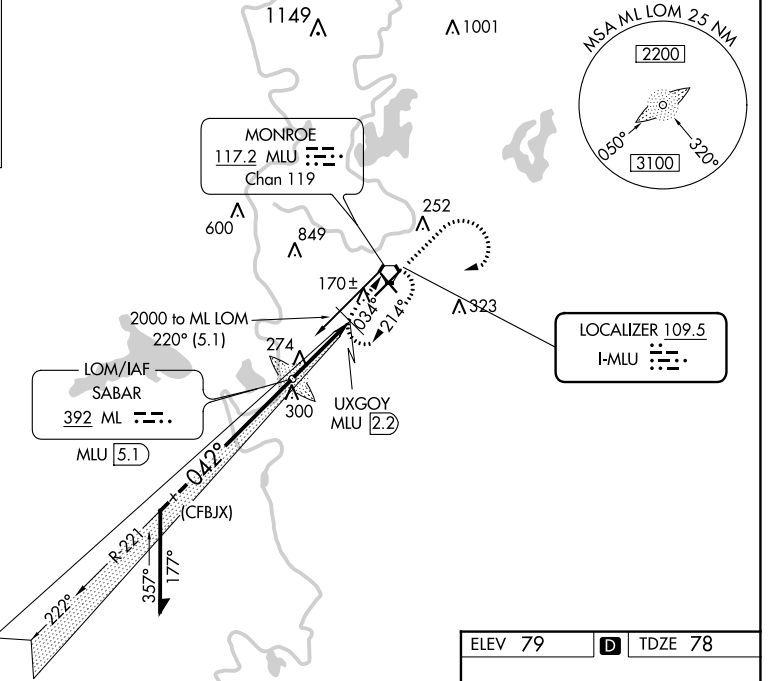 1149
1001
MSA ML LOM 25 NM
2200
050°
320°
3100
MONROE
117.2 MLU
Chan 119
600
849
252
170±
034°
214°
323
2000 to ML LOM
220° (5.1)
274
LOCALIZER 109.5
I-MLU
LOM/IAF
SABAR
392 ML
300
UXGOY
MLU 2.2
MLU 5.1
042°
(CFBJX)
R-221
222°
357°
177°
ELEV 79 D TDZE 78